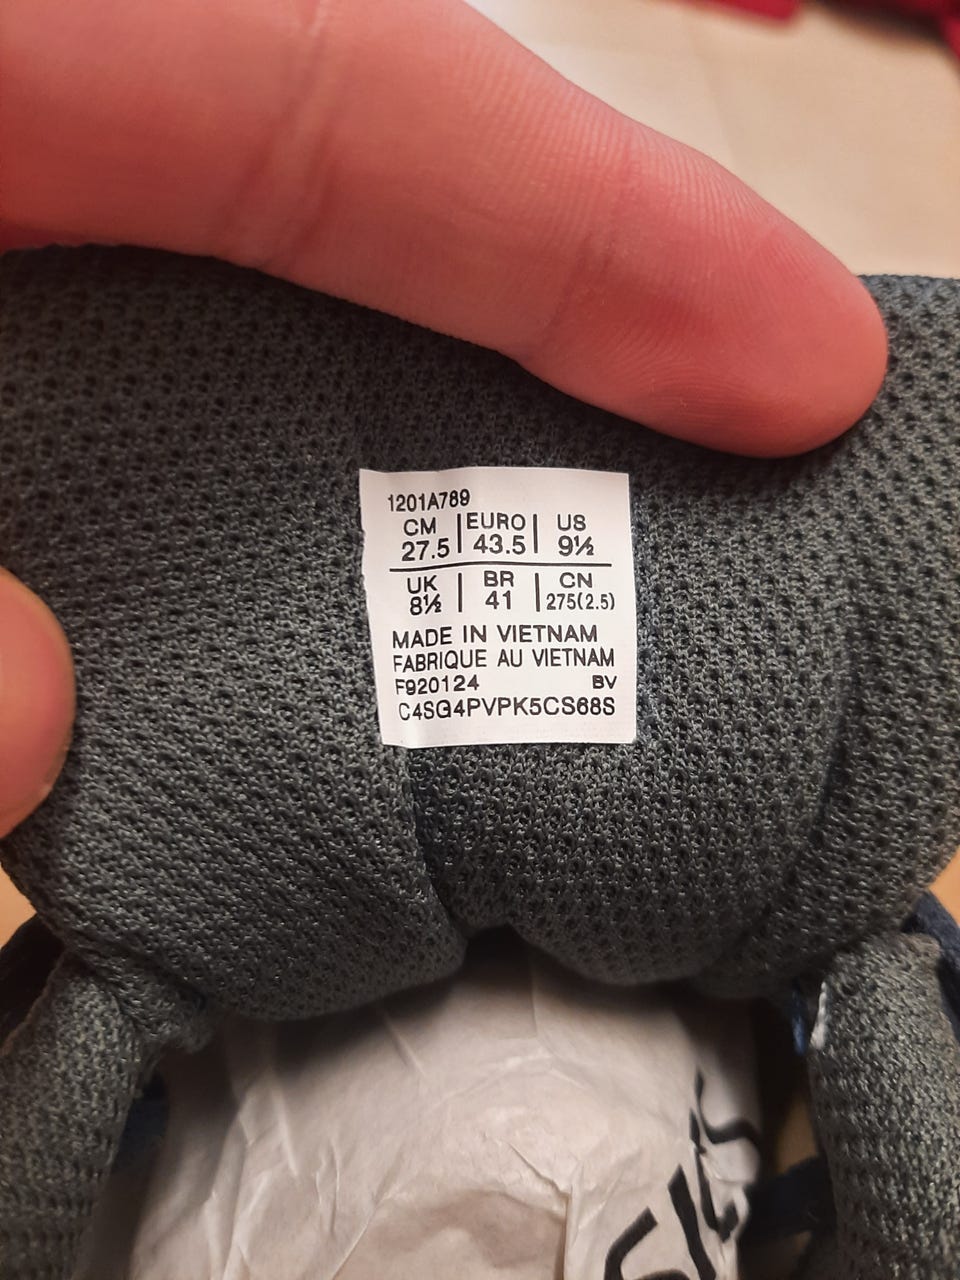 1201A789
CM | EURO | US
27.5 | 43.5 | 9½
UK | BR | CN
8½ | 41 | 275(2.5)
MADE IN VIETNAM
FABRIQUE AU VIETNAM
F920124 BV
C4SG4PVPK5CS68S